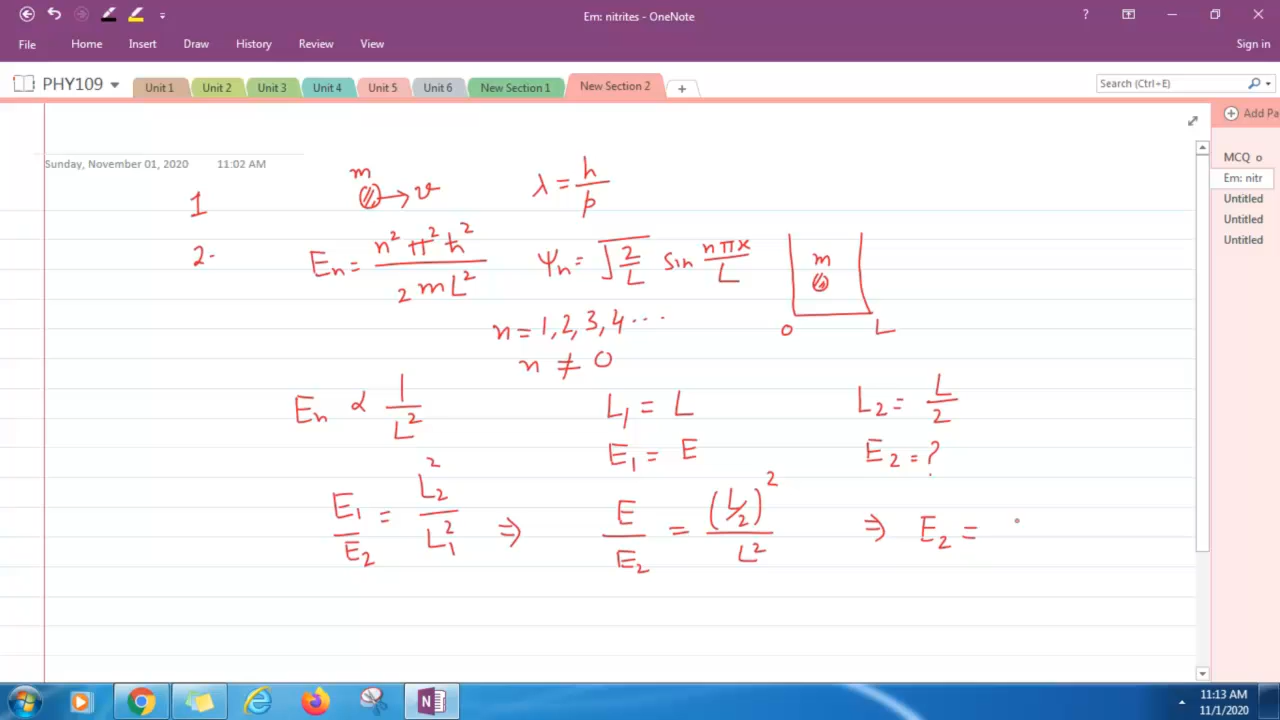 Em: nitrites - OneNote
?
File Home Insert Draw History Review View Sign in
PHY109 Unit 1 Unit 2 Unit 3 Unit 4 Unit 5 Unit 6 New Section 1 New Section 2 + Search (Ctrl+E)
Add Pa
MCQ o
Em: nitr
Untitled
Untitled
Untitled
Sunday, November 01, 2020 11:02 AM
1 m → v λ = h/p
2. Eₙ = n²π²ħ²/2mL² ψₙ = √(2/L) sin nπx/L m
0 L
n = 1, 2, 3, 4 ...
n ≠ 0
Eₙ ∝ 1/L² L₁ = L L₂ = L/2
E₁ = E E₂ = ?
E₁/E₂ = L₂²/L₁² ⇒ E/E₂ = (L/2)²/L² ⇒ E₂ =
11:13 AM
11/1/2020